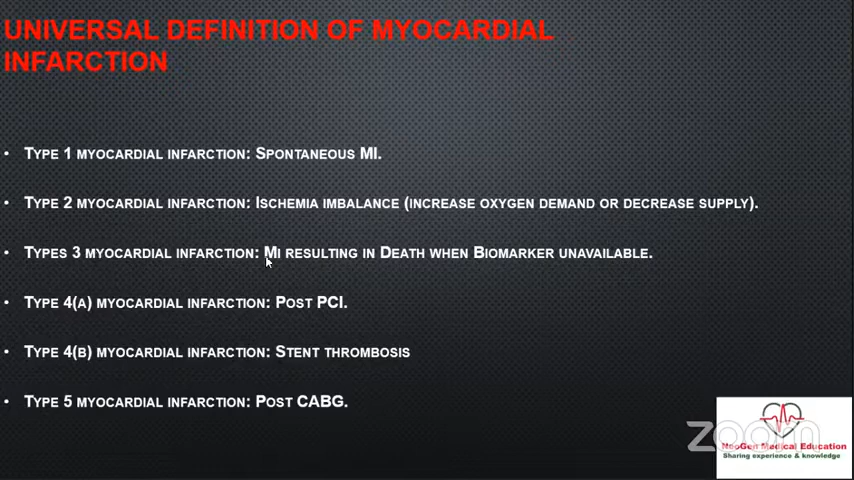 UNIVERSAL DEFINITION OF MYOCARDIAL
INFARCTION
• TYPE 1 MYOCARDIAL INFARCTION: SPONTANEOUS MI.
• TYPE 2 MYOCARDIAL INFARCTION: ISCHEMIA IMBALANCE (INCREASE OXYGEN DEMAND OR DECREASE SUPPLY).
• TYPES 3 MYOCARDIAL INFARCTION: MI RESULTING IN DEATH WHEN BIOMARKER UNAVAILABLE.
• TYPE 4(A) MYOCARDIAL INFARCTION: POST PCI.
• TYPE 4(B) MYOCARDIAL INFARCTION: STENT THROMBOSIS
• TYPE 5 MYOCARDIAL INFARCTION: POST CABG.
zoom
NeoGen Medical Education
Sharing experience & knowledge